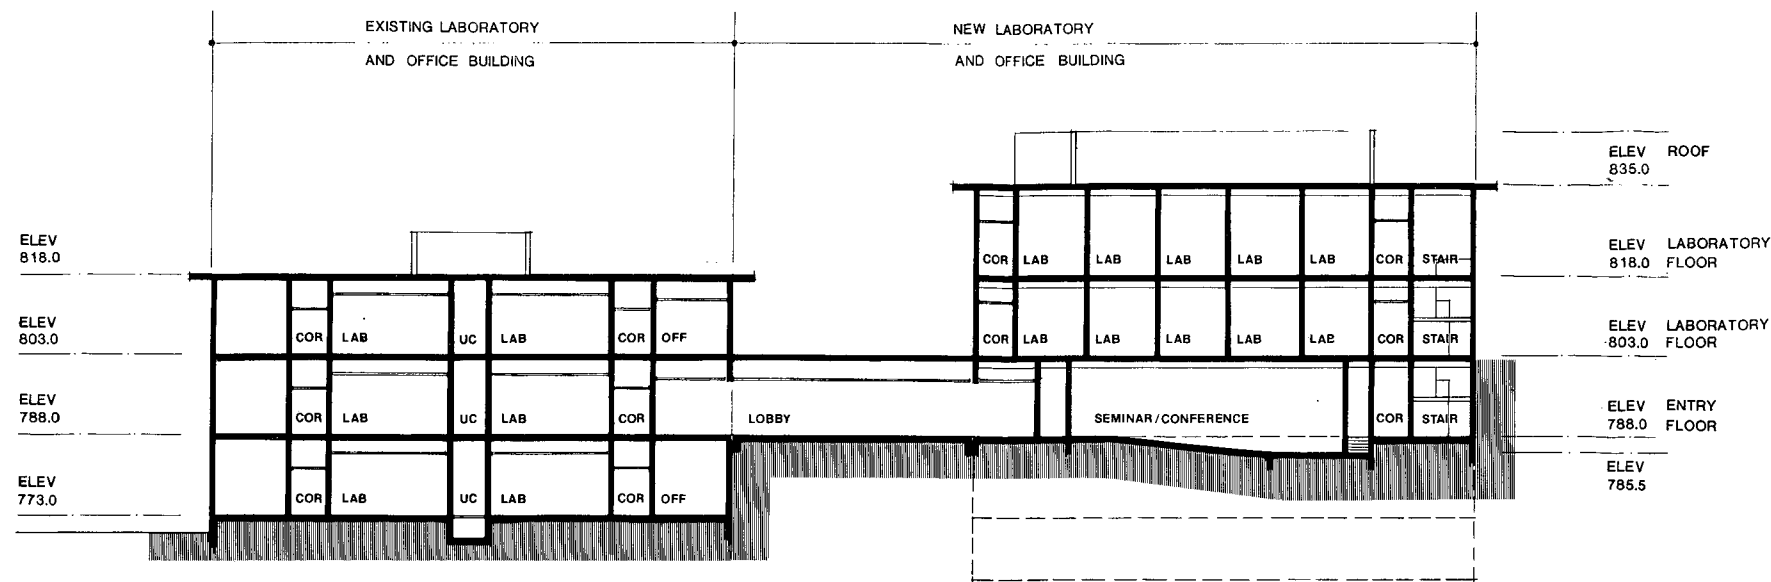 EXISTING LABORATORY
AND OFFICE BUILDING
NEW LABORATORY
AND OFFICE BUILDING
ELEV ROOF
835.0
ELEV
818.0
ELEV LABORATORY
818.0 FLOOR
COR LAB LAB LAB LAB LAB COR STAIR
ELEV
803.0
COR LAB UC LAB COR OFF
COR LAB LAB LAB LAB LAB COR STAIR
ELEV LABORATORY
803.0 FLOOR
ELEV
788.0
COR LAB UC LAB COR
LOBBY
SEMINAR/CONFERENCE
COR STAIR
ELEV ENTRY
788.0 FLOOR
ELEV
785.5
ELEV
773.0
COR LAB UC LAB COR OFF